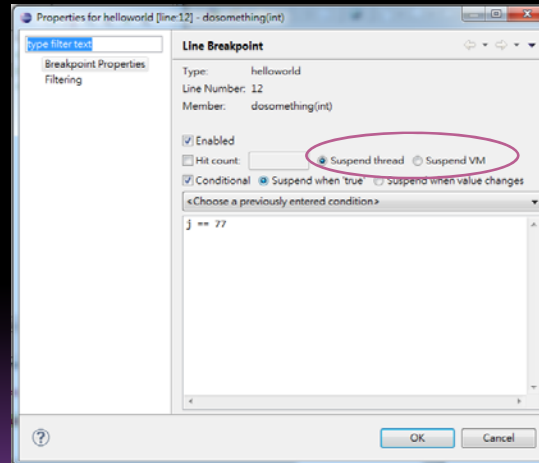 Properties for helloworld [line:12] - dosomething(int)
type filter text
Breakpoint Properties
Filtering
Line Breakpoint
Type: helloworld
Line Number: 12
Member: dosomething(int)
Enabled
Hit count: Suspend thread Suspend VM
Conditional Suspend when 'true' Suspend when value changes
<Choose a previously entered condition>
j == 77
?
OK Cancel